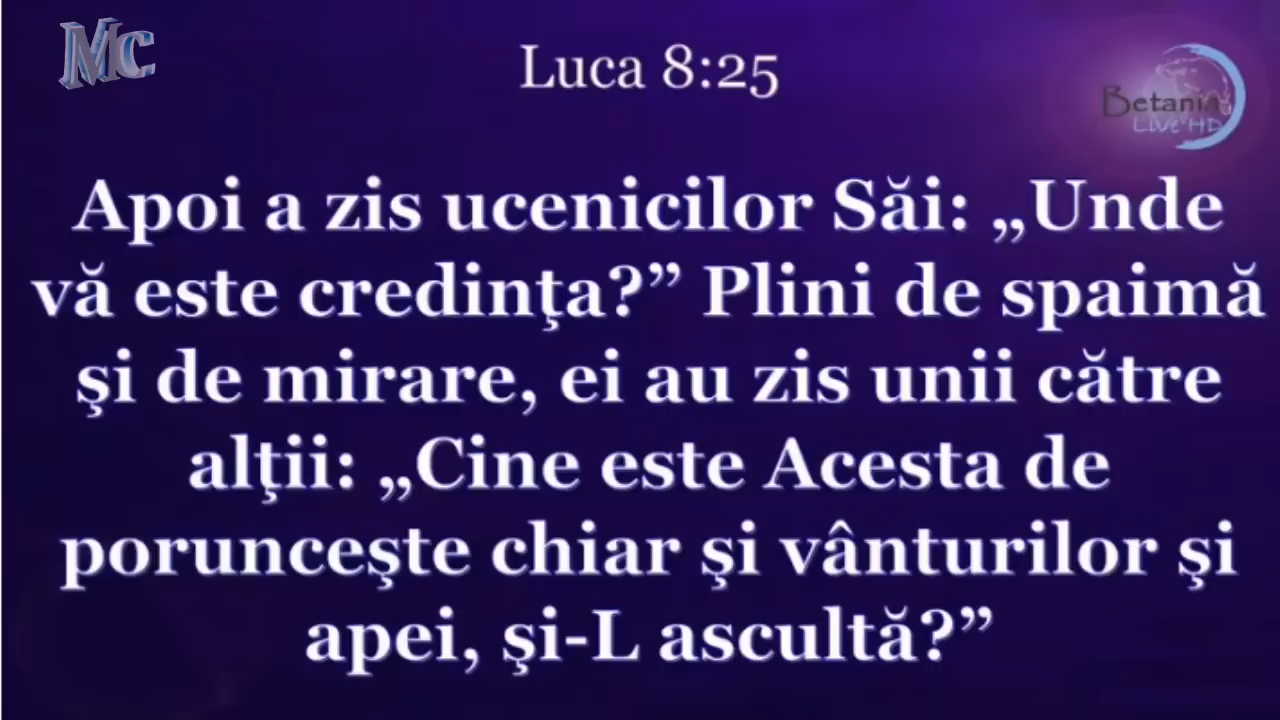 Mc
Luca 8:25
Betania
Live HD
Apoi a zis ucenicilor Săi: „Unde
vă este credinţa?” Plini de spaimă
şi de mirare, ei au zis unii către
alţii: „Cine este Acesta de
porunceşte chiar şi vânturilor şi
apei, şi-L ascultă?”